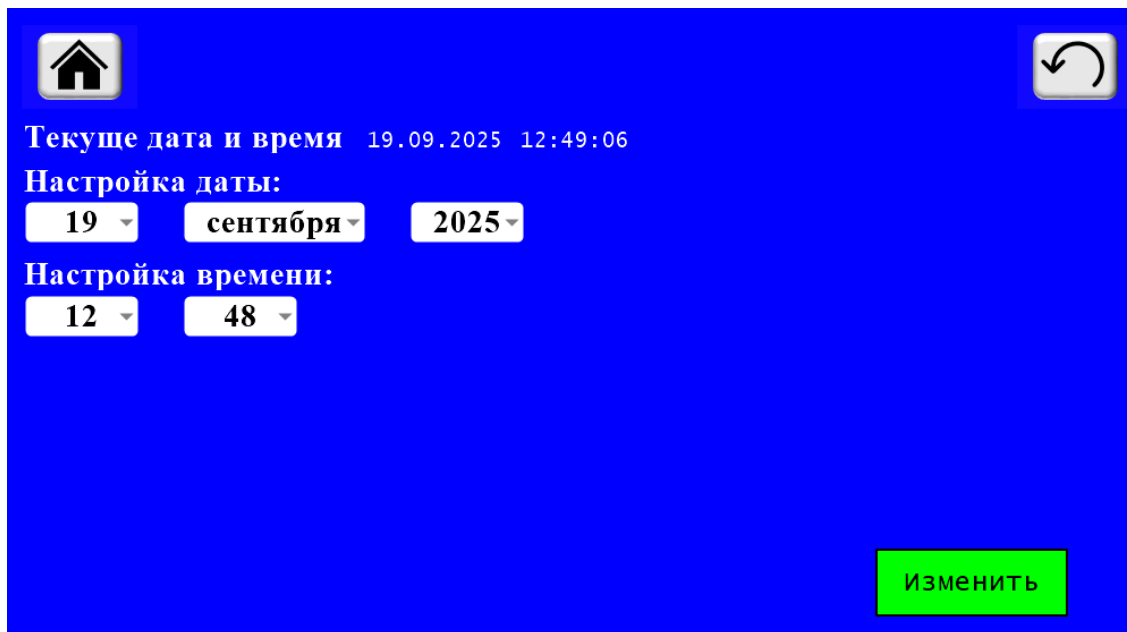 Текуще дата и время 19.09.2025 12:49:06
Настройка даты:
19 сентября 2025
Настройка времени:
12 48
Изменить